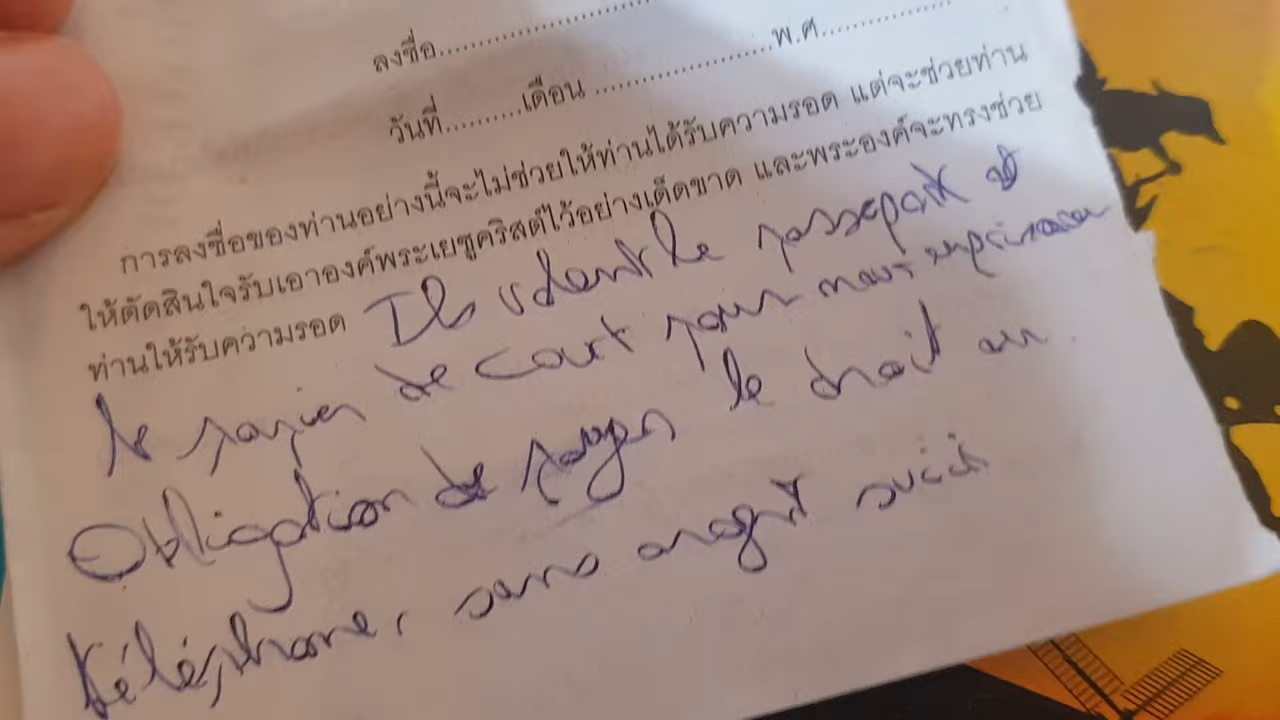 ลงชื่อ
วันที่..........เดือน ......................พ.ศ.
การลงชื่อของท่านอย่างนี้จะไม่ช่วยให้ท่านได้รับความรอด แต่จะช่วยท่าน
ให้ตัดสินใจรับเอาองค์พระเยซูคริสต์ไว้อย่างเด็ดขาด และพระองค์จะทรงช่วย
ท่านให้รับความรอด Ils le passeport et
le papier de court pour nous
Obligation de payer le droit au
téléphone, sans argent